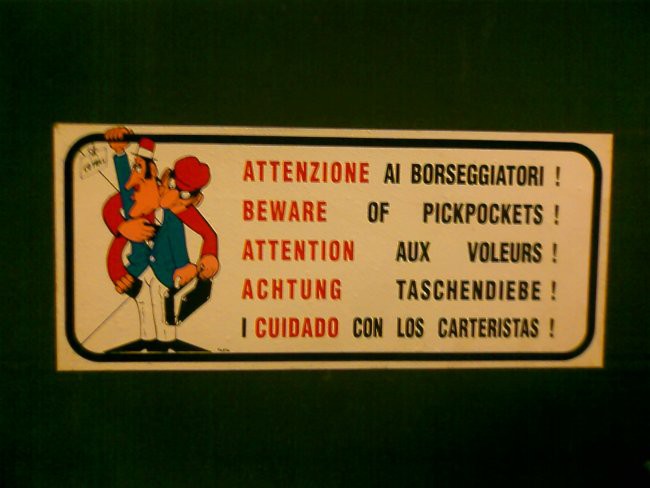 ATTENZIONE AI BORSEGGIATORI !
BEWARE OF PICKPOCKETS !
ATTENTION AUX VOLEURS !
ACHTUNG TASCHENDIEBE !
I CUIDADO CON LOS CARTERISTAS !